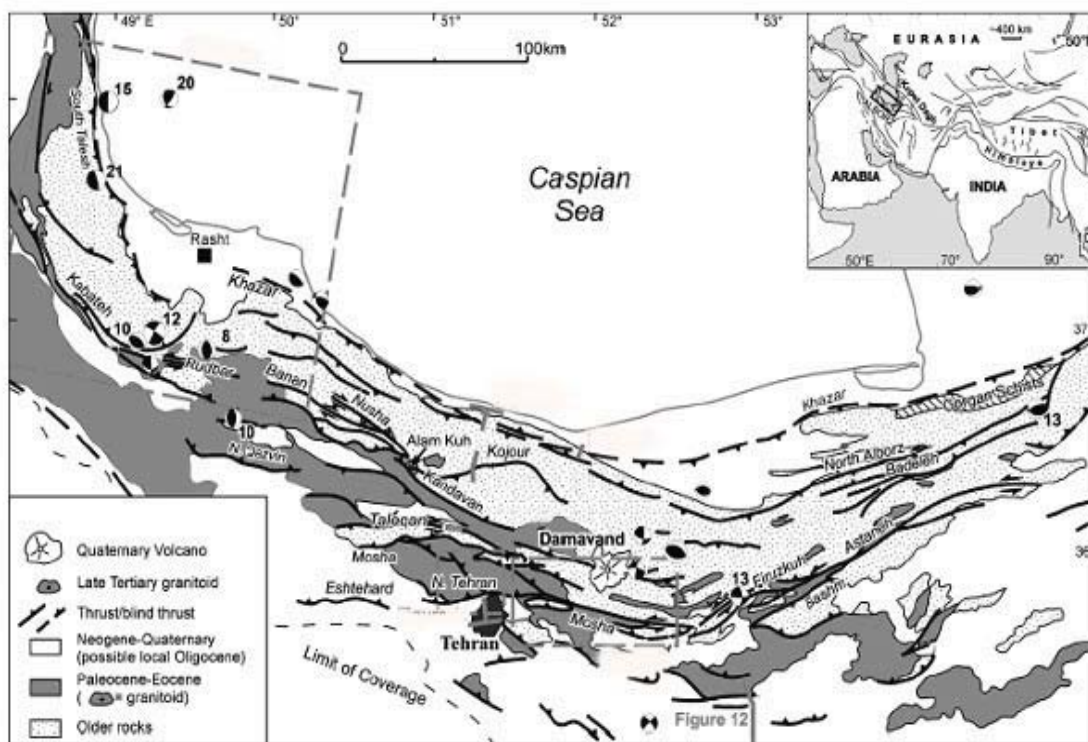 49°E
50°
51°
52°
53°
0
100km
~400 km
50°
EURASIA
Kopeh Dagh
Tibet
Himalaya
ARABIA
INDIA
50°E
70°
90°
15
20
South Talesh
21
Caspian
Sea
Rasht
Khazar
Kabateh
12
10
8
Rudbar
Banan
Nusha
10
Alam Kuh
Kojour
Kandavan
Khazar
Gorgan Schists
37
13
North Alborz
Badeleh
Taleqan
Damavand
Astaneh
Mosha
N. Tehran
13
Firuzkuh
Bashm
Eshtehard
Mosha
Tehran
Limit of Coverage
Figure 12
Quaternary Volcano
Late Tertiary granitoid
Thrust/blind thrust
Neogene-Quaternary
(possible local Oligocene)
Paleocene-Eocene
( = granitoid)
Older rocks